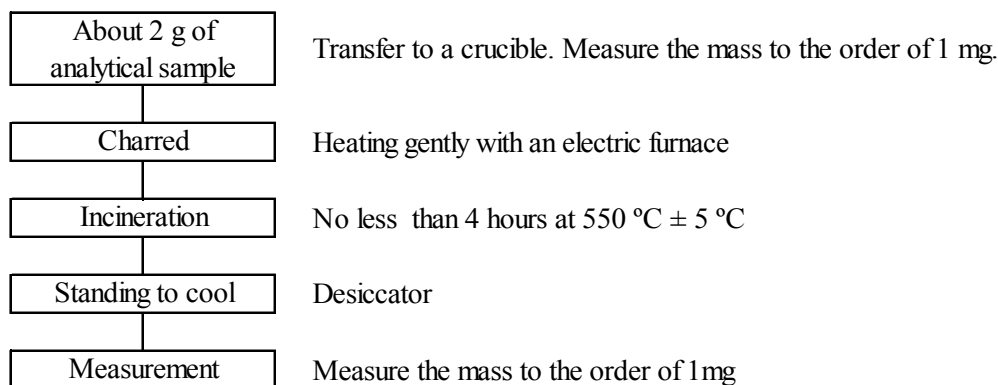 About 2 g of
analytical sample
Transfer to a crucible. Measure the mass to the order of 1 mg.
Charred
Heating gently with an electric furnace
Incineration
No less than 4 hours at 550 ºC ± 5 ºC
Standing to cool
Desiccator
Measurement
Measure the mass to the order of 1mg